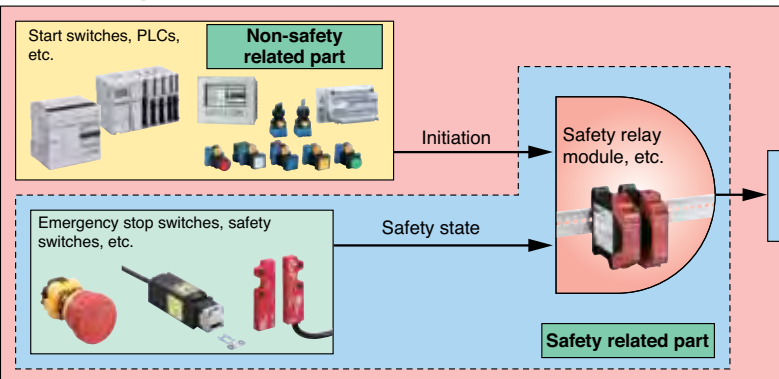 Start switches, PLCs,
etc.
Non-safety
related part
Initiation
Safety relay
module, etc.
Emergency stop switches, safety
switches, etc.
Safety state
Safety related part